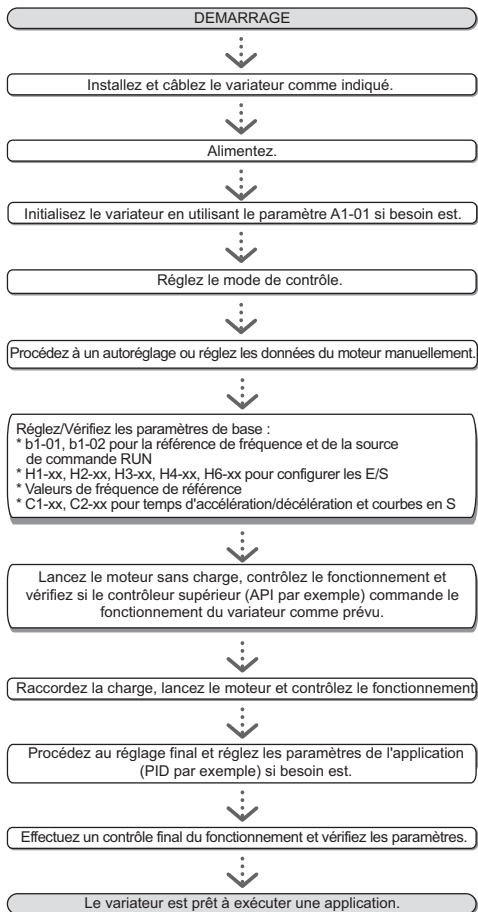 DEMARRAGE
Installez et câblez le variateur comme indiqué.
Alimentez.
Initialisez le variateur en utilisant le paramètre A1-01 si besoin est.
Réglez le mode de contrôle.
Procédez à un autoréglage ou réglez les données du moteur manuellement.
Réglez/Vérifiez les paramètres de base :
* b1-01, b1-02 pour la référence de fréquence et de la source
de commande RUN
* H1-xx, H2-xx, H3-xx, H4-xx, H6-xx pour configurer les E/S
* Valeurs de fréquence de référence
* C1-xx, C2-xx pour temps d'accélération/décélération et courbes en S
Lancez le moteur sans charge, contrôlez le fonctionnement et
vérifiez si le contrôleur supérieur (API par exemple) commande le
fonctionnement du variateur comme prévu.
Raccordez la charge, lancez le moteur et contrôlez le fonctionnement.
Procédez au réglage final et réglez les paramètres de l'application
(PID par exemple) si besoin est.
Effectuez un contrôle final du fonctionnement et vérifiez les paramètres.
Le variateur est prêt à exécuter une application.